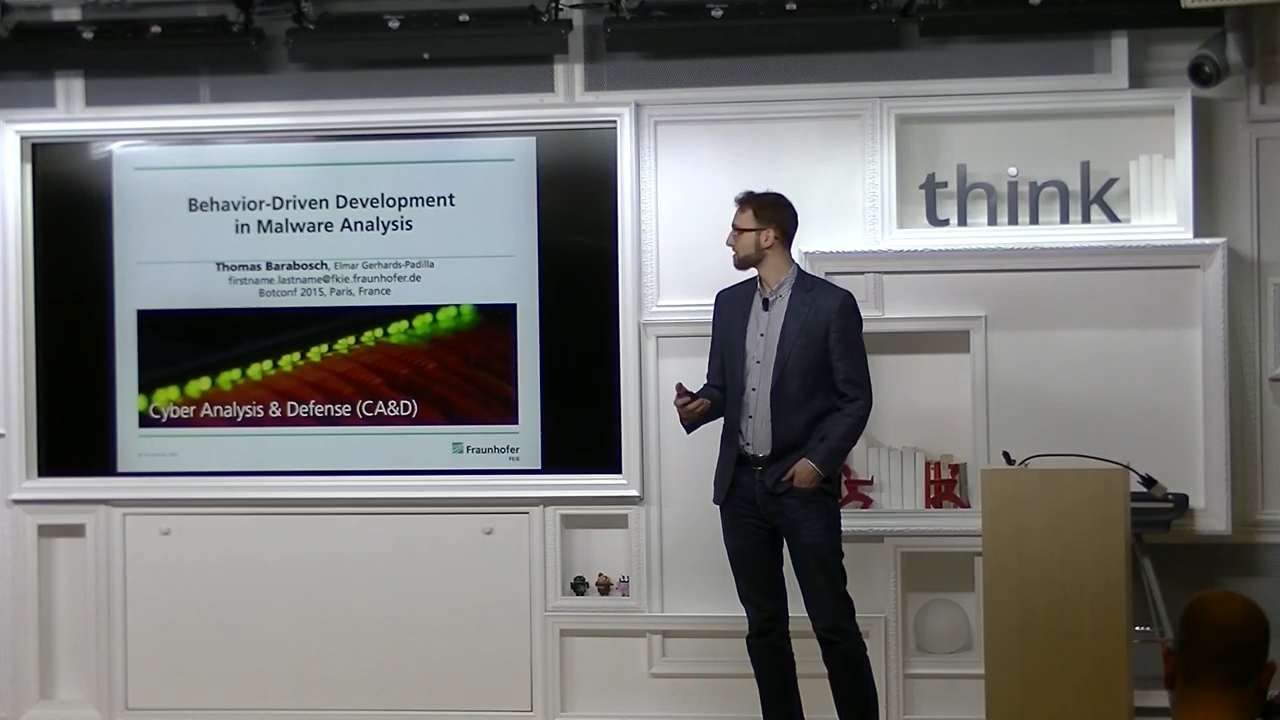 Behavior-Driven Development
in Malware Analysis
Thomas Barabosch, Elmar Gerhards-Padilla
firstname.lastname@fkie.fraunhofer.de
Botconf 2015, Paris, France
Cyber Analysis & Defense (CA&D)
Fraunhofer
FKIE
think